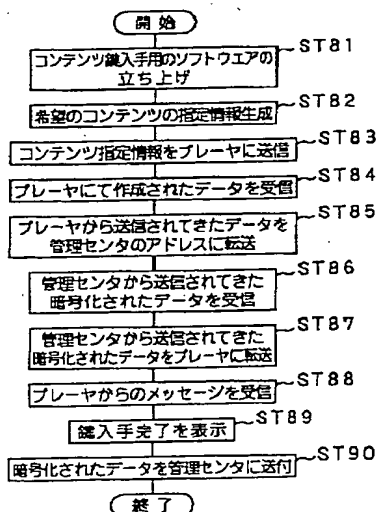 開始
ST81
コンテンツ鍵入手用のソフトウエアの
立ち上げ
ST82
希望のコンテンツの指定情報生成
ST83
コンテンツ指定情報をプレーヤに送信
ST84
プレーヤにて作成されたデータを受信
ST85
プレーヤから送信されてきたデータを
管理センタのアドレスに転送
ST86
管理センタから送信されてきた
暗号化されたデータを受信
ST87
管理センタから送信されてきた
暗号化されたデータをプレーヤに転送
ST88
プレーヤからのメッセージを受信
ST89
鍵入手完了を表示
ST90
暗号化されたデータを管理センタに送付
終了